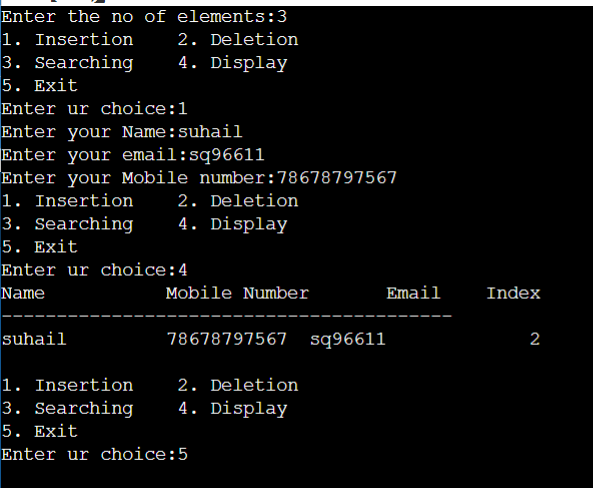 Enter the no of elements:3
1. Insertion    2. Deletion
3. Searching    4. Display
5. Exit
Enter ur choice:1
Enter your Name:suhail
Enter your email:sq96611
Enter your Mobile number:78678797567
1. Insertion    2. Deletion
3. Searching    4. Display
5. Exit
Enter ur choice:4
Name           Mobile Number       Email    Index
-----------------------------------------
suhail         78678797567  sq96611             2
1. Insertion    2. Deletion
3. Searching    4. Display
5. Exit
Enter ur choice:5